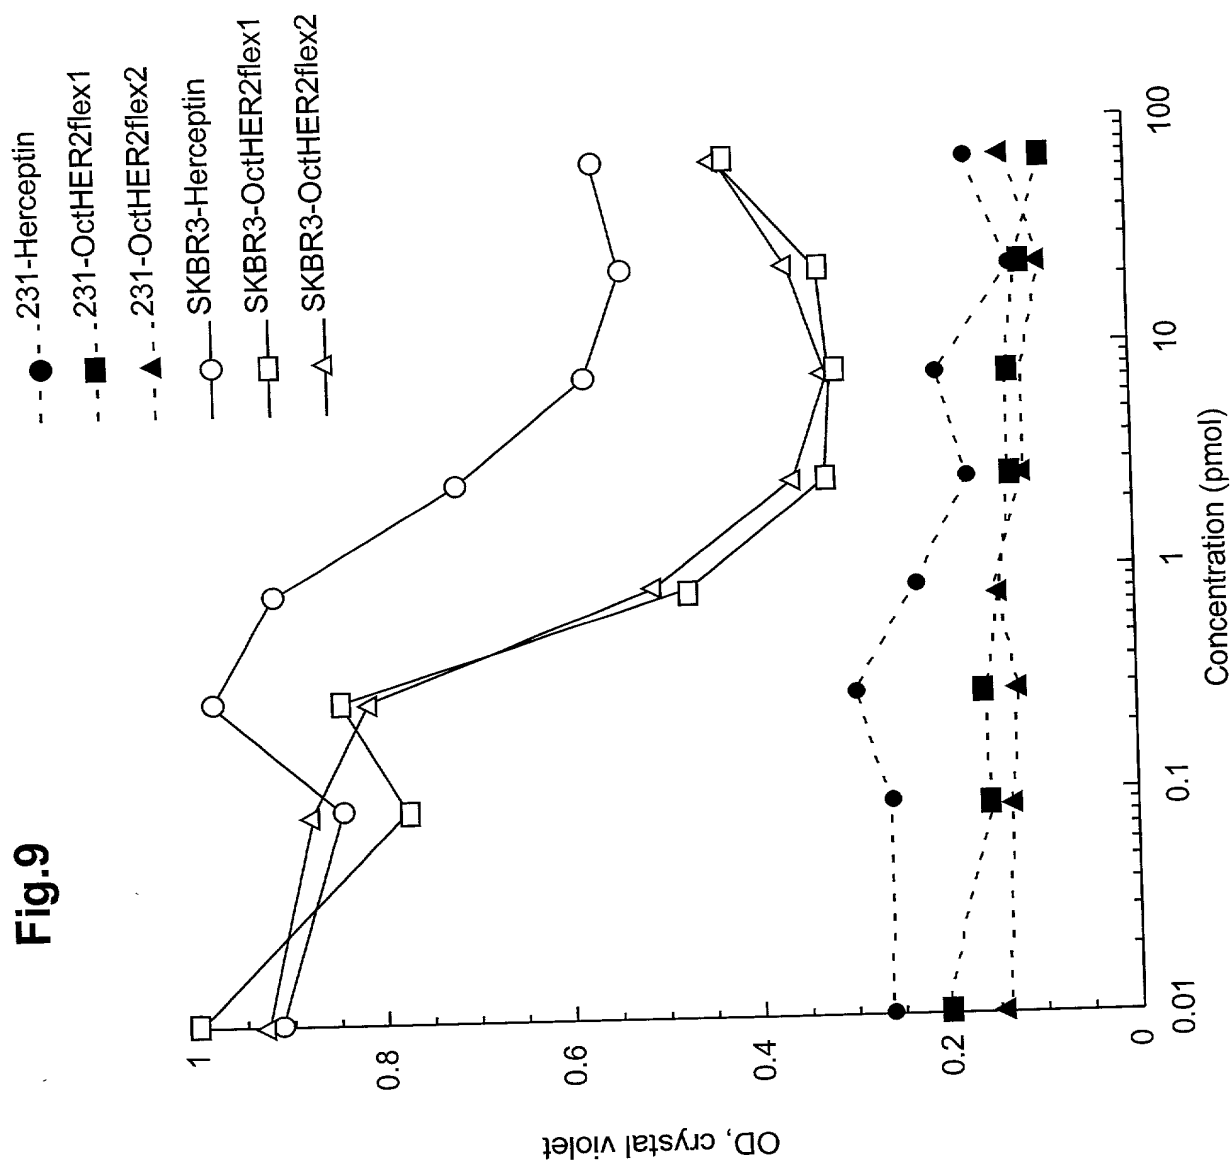 Fig.9
231-Herceptin
231-OctHER2flex1
231-OctHER2flex2
SKBR3-Herceptin
SKBR3-OctHER2flex1
SKBR3-OctHER2flex2
OD, crystal violet
1
0.8
0.6
0.4
0.2
0
0.01
0.1
1
10
100
Concentration (pmol)